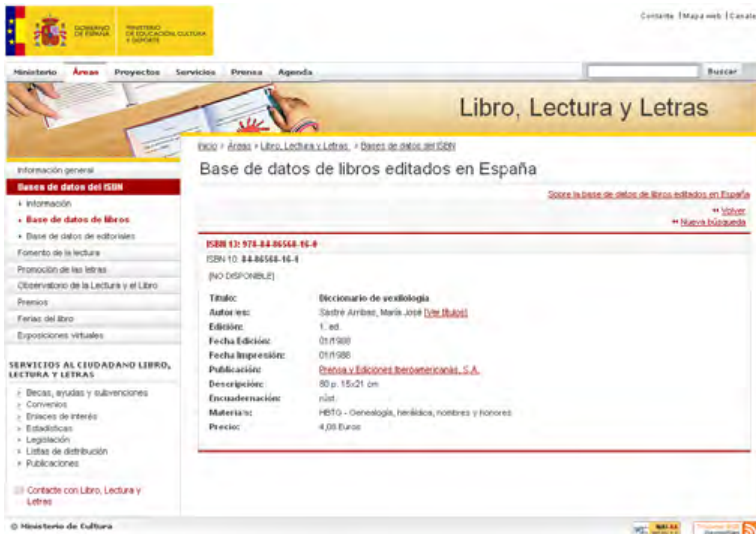 Contacte | Mapa web | Canale
GOBIERNO DE ESPAÑA
MINISTERIO DE EDUCACIÓN, CULTURA Y DEPORTE
Ministerio Áreas Proyectos Servicios Prensa Agenda
Buscar
Libro, Lectura y Letras
Inicio > Áreas > Libro, Lectura y Letras > Bases de datos del ISBN
Base de datos de libros editados en España
Información general
Bases de datos del ISBN
Información
Base de datos de libros
Base de datos de editoriales
Fomento de la lectura
Promoción de las letras
Observatorio de la Lectura y el Libro
Premios
Ferias del libro
Exposiciones virtuales
SERVICIOS AL CIUDADANO LIBRO,
LECTURA Y LETRAS
Becas, ayudas y subvenciones
Convenios
Enlaces de interés
Estadísticas
Legislación
Listas de distribución
Publicaciones
Contacte con Libro, Lectura y
Letras
Sobre la base de datos de libros editados en España
Volver
Nueva búsqueda
ISBN 13: 978-84-86568-16-0
ISBN 10: 84-86568-16-
[NO DISPONIBLE]
Título: Diccionario de vexilología
Autor/es: Sastre Arribas, María José [Ver títulos]
Edición: 1. ed.
Fecha Edición: 01/1988
Fecha Impresión: 01/1988
Publicación: Prensa y Ediciones Iberoamericanas, S.A.
Descripción: 80 p. 15x21 cm
Encuadernación: rúst.
Materia/s: HBTG - Genealogía, heráldica, nombres y honores
Precio: 4,08 Euros
© Ministerio de Cultura